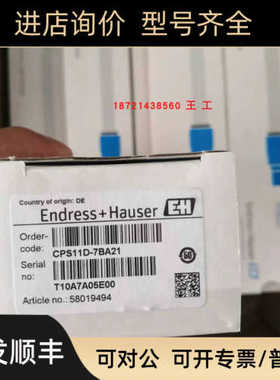 进店询价 型号齐全
18721438560 王 工
Country of origin: DE
Endress+Hauser EH
Order-
code: CPS11D-7BA21
Serial
no: T10A7A05E00
Article no.: 58019494
发顺丰
可对公 可开专票/普票